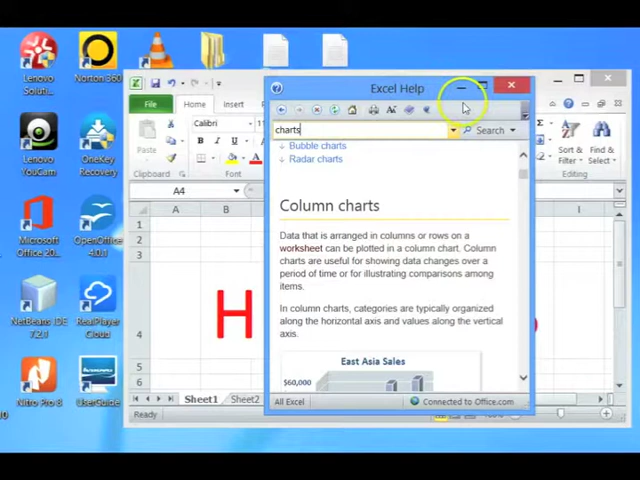 Lenovo
Soluti...
Norton 360
Lenovo
YouCam
OneKey
Recovery
Microsoft
Office 20...
OpenOffice
4.0.1
NetBeans IDE
7.2.1
RealPlayer
Cloud
Nitro Pro 8
UserGuide
File
Home
Insert
Paste
Clipboard
Calibri
B I U
A4
A B
1
2
3
4
5
6
H
Sheet1
Sheet2
Ready
Excel Help
charts
Search
Bubble charts
Radar charts
Column charts
Data that is arranged in columns or rows on a
worksheet can be plotted in a column chart. Column
charts are useful for showing data changes over a
period of time or for illustrating comparisons among
items.
In column charts, categories are typically organized
along the horizontal axis and values along the vertical
axis.
East Asia Sales
$60,000
All Excel
Connected to Office.com
Sort &
Filter
Find &
Select
Editing
I